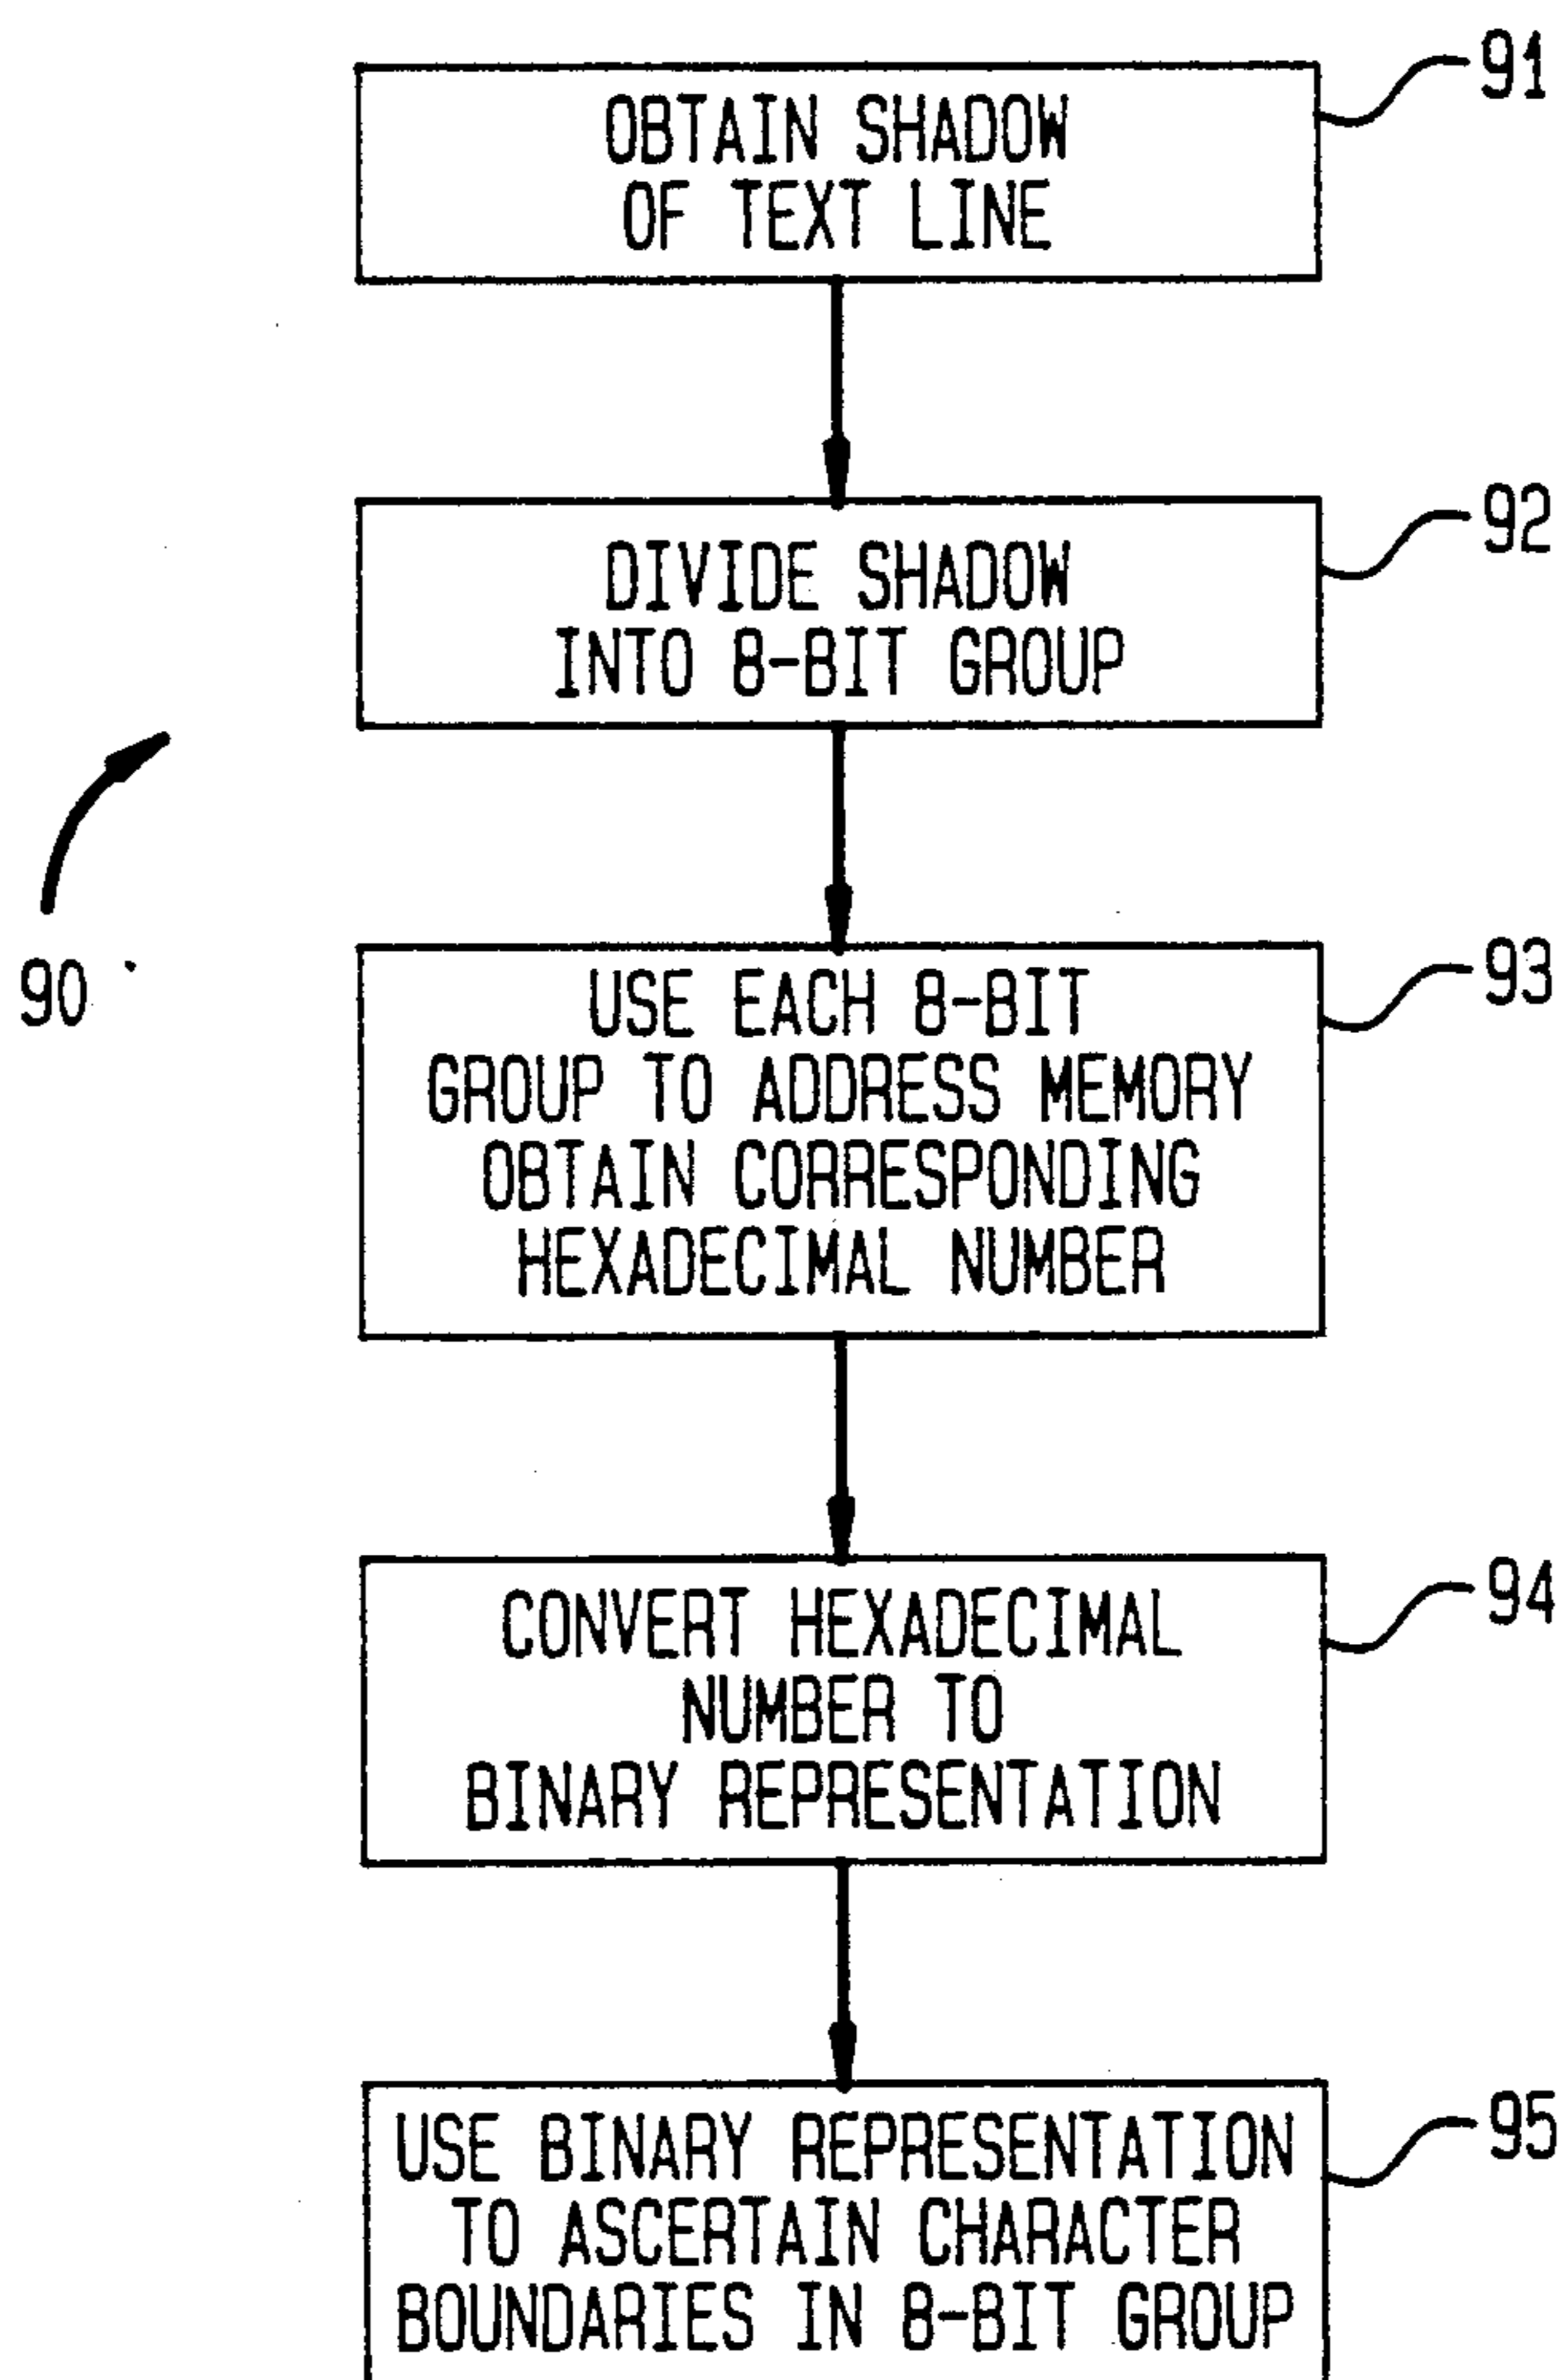 91
OBTAIN SHADOW
OF TEXT LINE
92
DIVIDE SHADOW
INTO 8-BIT GROUP
90
93
USE EACH 8-BIT
GROUP TO ADDRESS MEMORY
OBTAIN CORRESPONDING
HEXADECIMAL NUMBER
94
CONVERT HEXADECIMAL
NUMBER TO
BINARY REPRESENTATION
95
USE BINARY REPRESENTATION
TO ASCERTAIN CHARACTER
BOUNDARIES IN 8-BIT GROUP